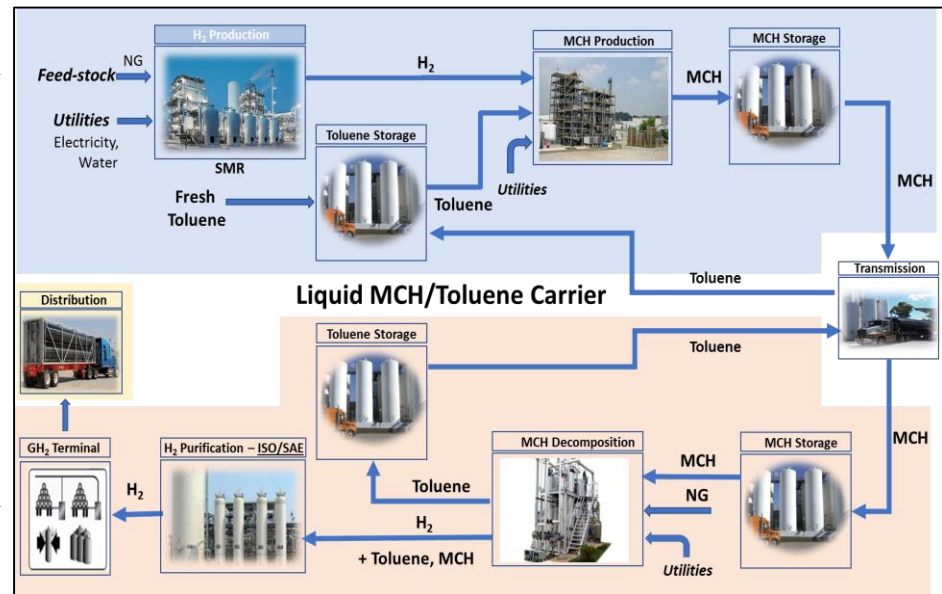 H₂ Production
MCH Production
MCH Storage
Feed-stock
NG
H₂
MCH
Utilities
Electricity,
Water
SMR
Toluene Storage
Toluene
Utilities
Fresh
Toluene
MCH
Toluene
Transmission
Liquid MCH/Toluene Carrier
Distribution
Toluene Storage
Toluene
MCH
GH₂ Terminal
H₂ Purification – ISO/SAE
MCH Decomposition
MCH Storage
MCH
Toluene
NG
H₂
H₂
+ Toluene, MCH
Utilities